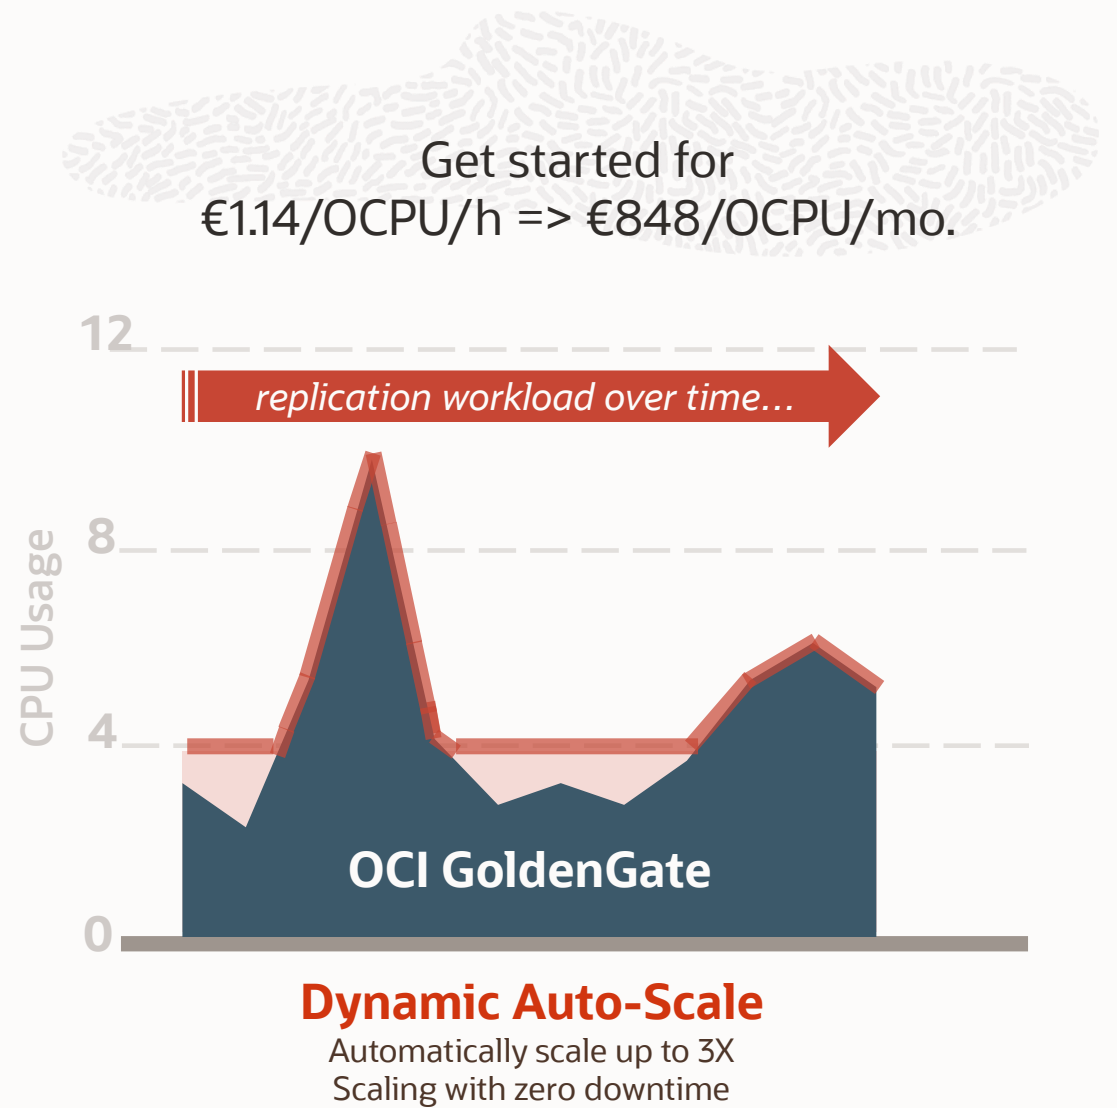 Get started for
€1.14/OCPU/h => €848/OCPU/mo.
12
replication workload over time...
8
CPU Usage
4
OCI GoldenGate
0
Dynamic Auto-Scale
Automatically scale up to 3X
Scaling with zero downtime